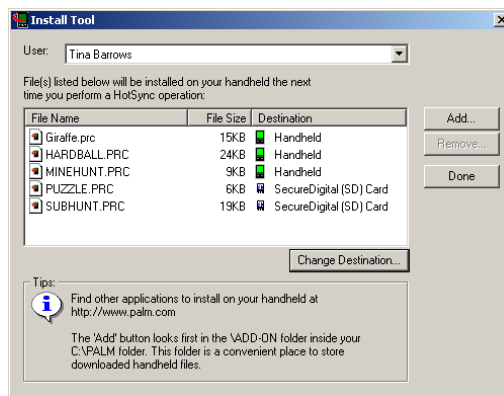 Install Tool
User: Tina Barrows
File(s) listed below will be installed on your handheld the next
time you perform a HotSync operation:
File Name File Size Destination
Giraffe.prc 15KB Handheld
HARDBALL.PRC 24KB Handheld
MINEHUNT.PRC 9KB Handheld
PUZZLE.PRC 6KB SecureDigital (SD) Card
SUBHUNT.PRC 19KB SecureDigital (SD) Card
Add...
Remove...
Done
Change Destination...
Tips:
Find other applications to install on your handheld at
http://www.palm.com
The 'Add' button looks first in the \ADD-ON folder inside your
C:\PALM folder. This folder is a convenient place to store
downloaded handheld files.